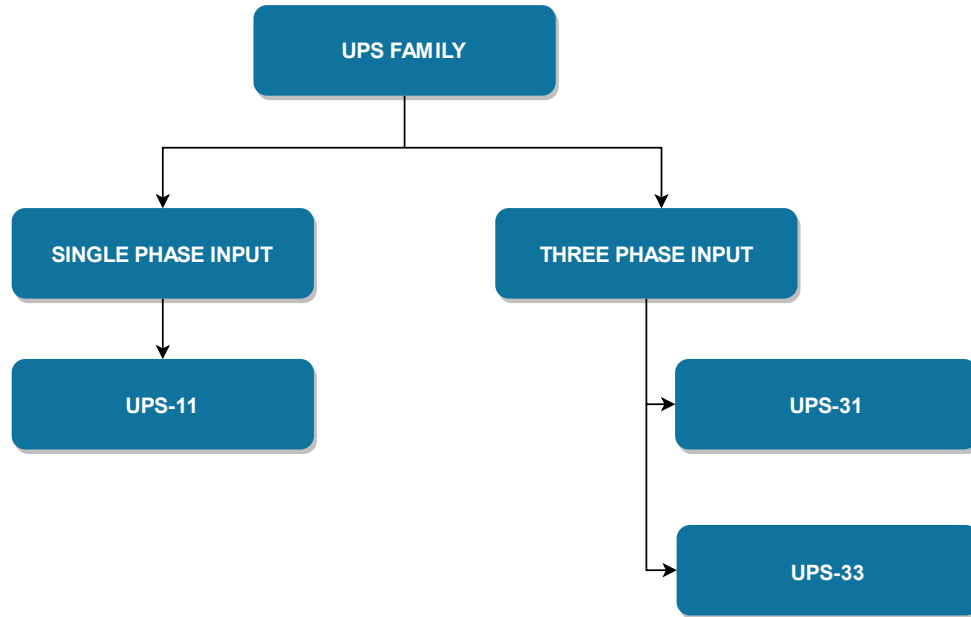 UPS FAMILY
SINGLE PHASE INPUT
THREE PHASE INPUT
UPS-11
UPS-31
UPS-33